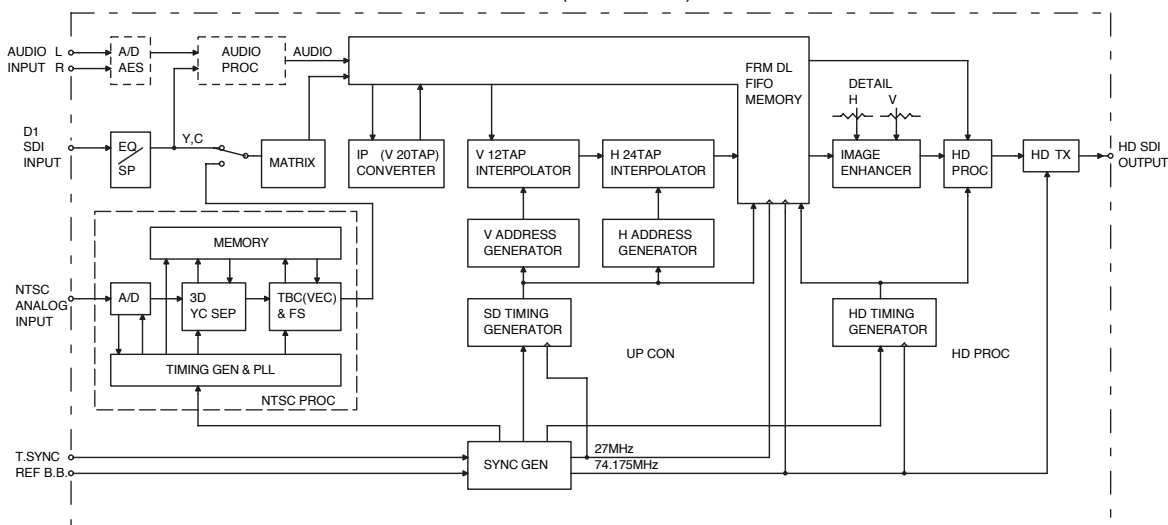 AUDIO L
INPUT R
A/D
AES
AUDIO
PROC
AUDIO
FRM DL
FIFO
MEMORY
DETAIL
H V
D1
SDI
INPUT
EQ
SP
Y,C
MATRIX
IP (V 20TAP)
CONVERTER
V 12TAP
INTERPOLATOR
H 24TAP
INTERPOLATOR
IMAGE
ENHANCER
HD
PROC
HD TX
HD SDI
OUTPUT
MEMORY
V ADDRESS
GENERATOR
H ADDRESS
GENERATOR
NTSC
ANALOG
INPUT
A/D
3D
YC SEP
TBC(VEC)
& FS
SD TIMING
GENERATOR
HD TIMING
GENERATOR
UP CON
HD PROC
TIMING GEN & PLL
NTSC PROC
T.SYNC
REF B.B.
SYNC GEN
27MHz
74.175MHz